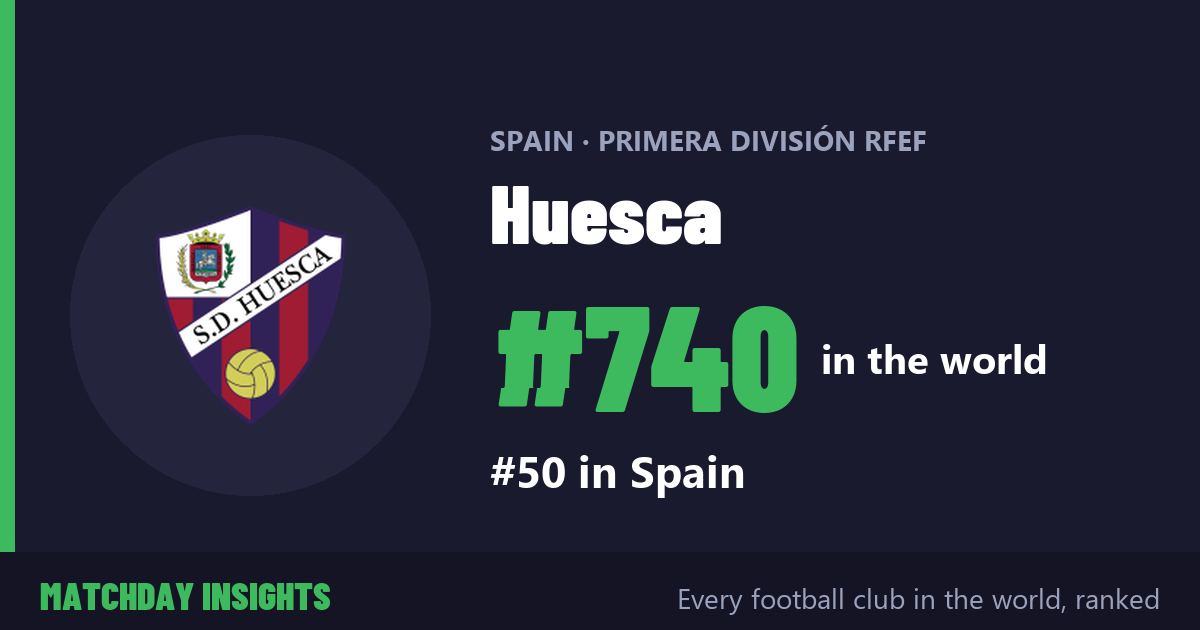 SPAIN · PRIMERA DIVISIÓN RFEF
Huesca
S.D. HUESCA
#740 in the world
#50 in Spain
MATCHDAY INSIGHTS
Every football club in the world, ranked